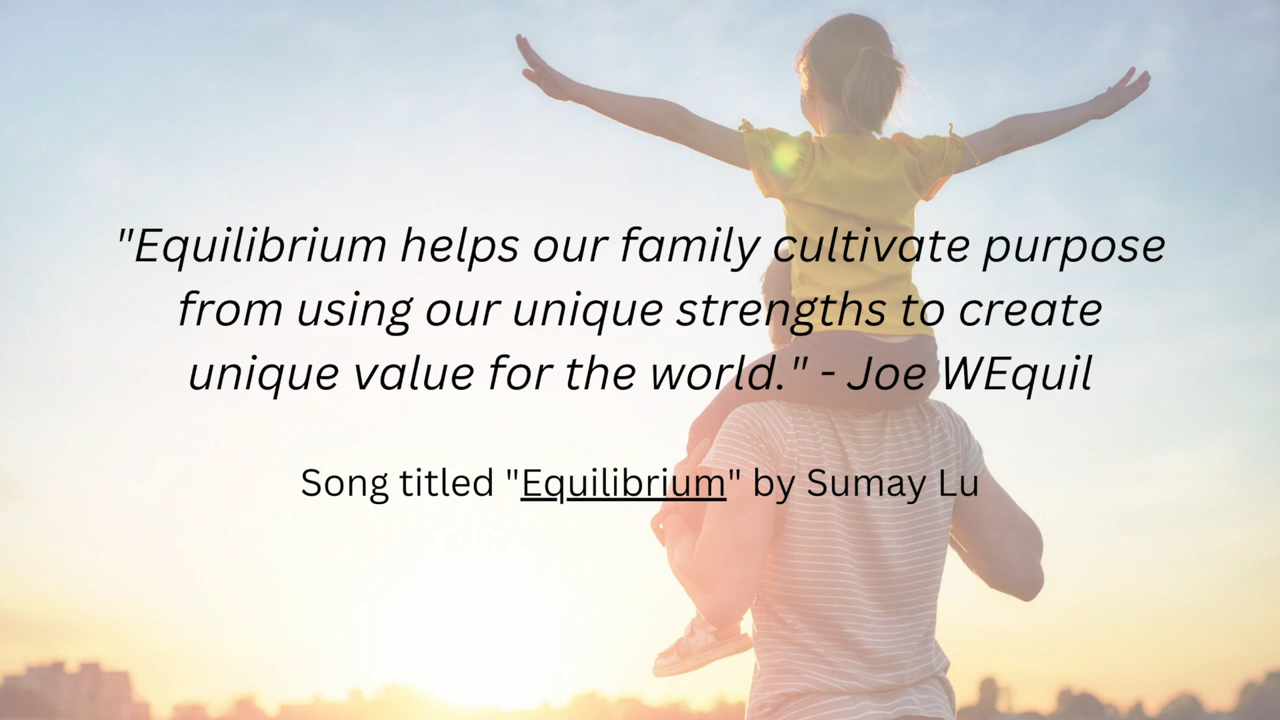 "Equilibrium helps our family cultivate purpose
from using our unique strengths to create
unique value for the world." - Joe WEquil
Song titled "Equilibrium" by Sumay Lu